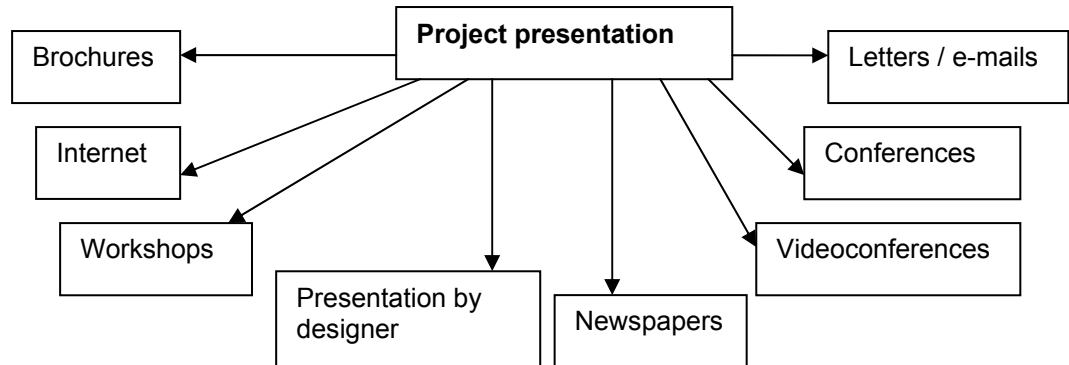 Project presentation
Brochures
Letters / e-mails
Internet
Conferences
Workshops
Videoconferences
Presentation by
designer
Newspapers